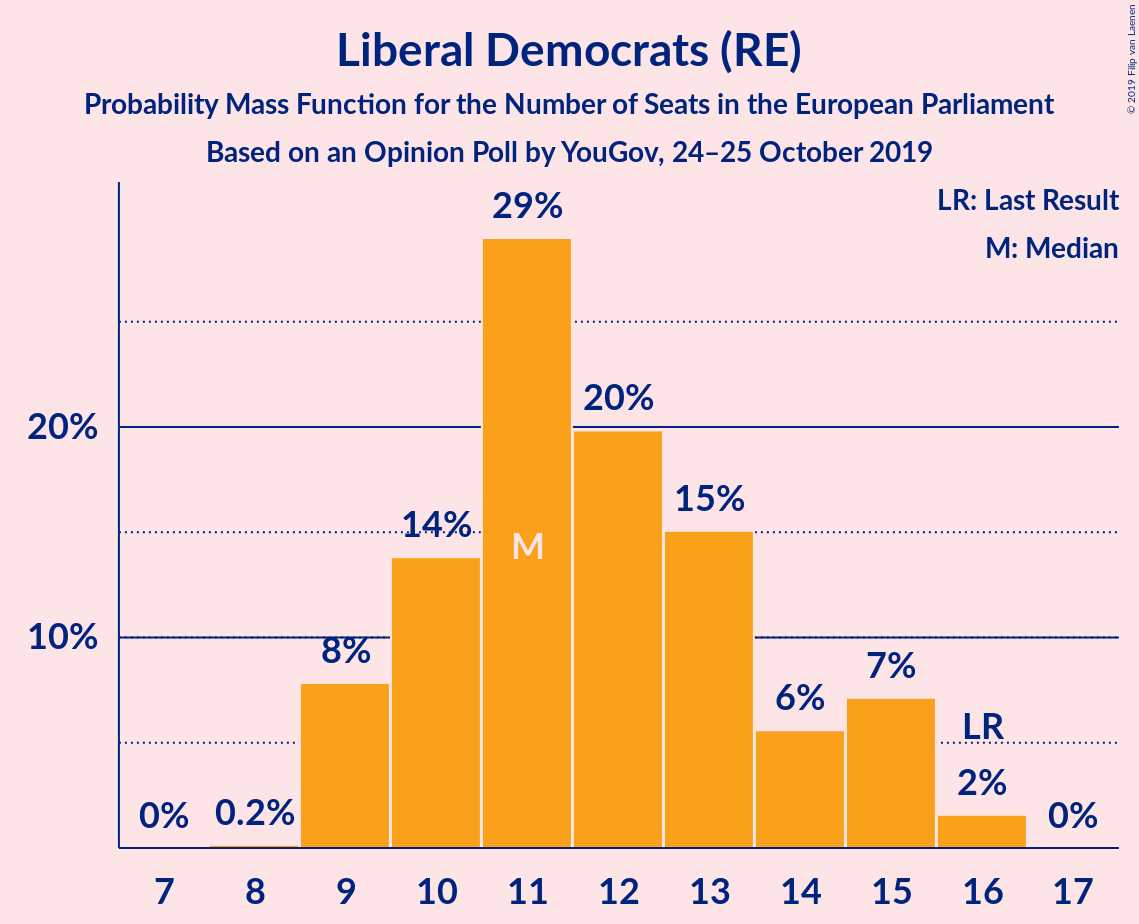 Liberal Democrats (RE)
Probability Mass Function for the Number of Seats in the European Parliament
Based on an Opinion Poll by YouGov, 24–25 October 2019
© 2019 Filip van Laenen
LR: Last Result
M: Median
20%
10%
0%
0.2%
8%
14%
29%
M
20%
15%
6%
7%
LR
2%
0%
7 8 9 10 11 12 13 14 15 16 17